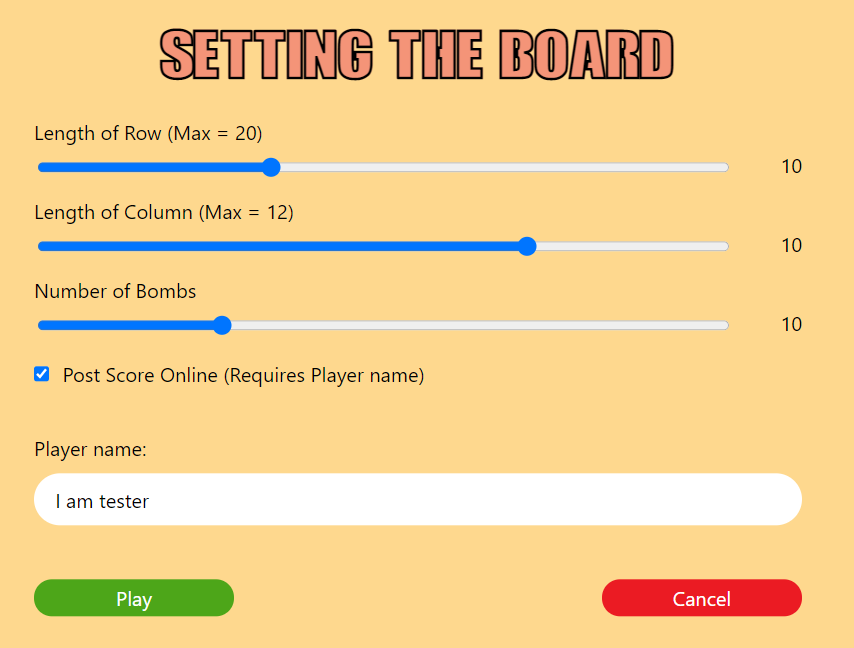 SETTING THE BOARD
Length of Row (Max = 20)
10
Length of Column (Max = 12)
10
Number of Bombs
10
Post Score Online (Requires Player name)
Player name:
I am tester
Play Cancel